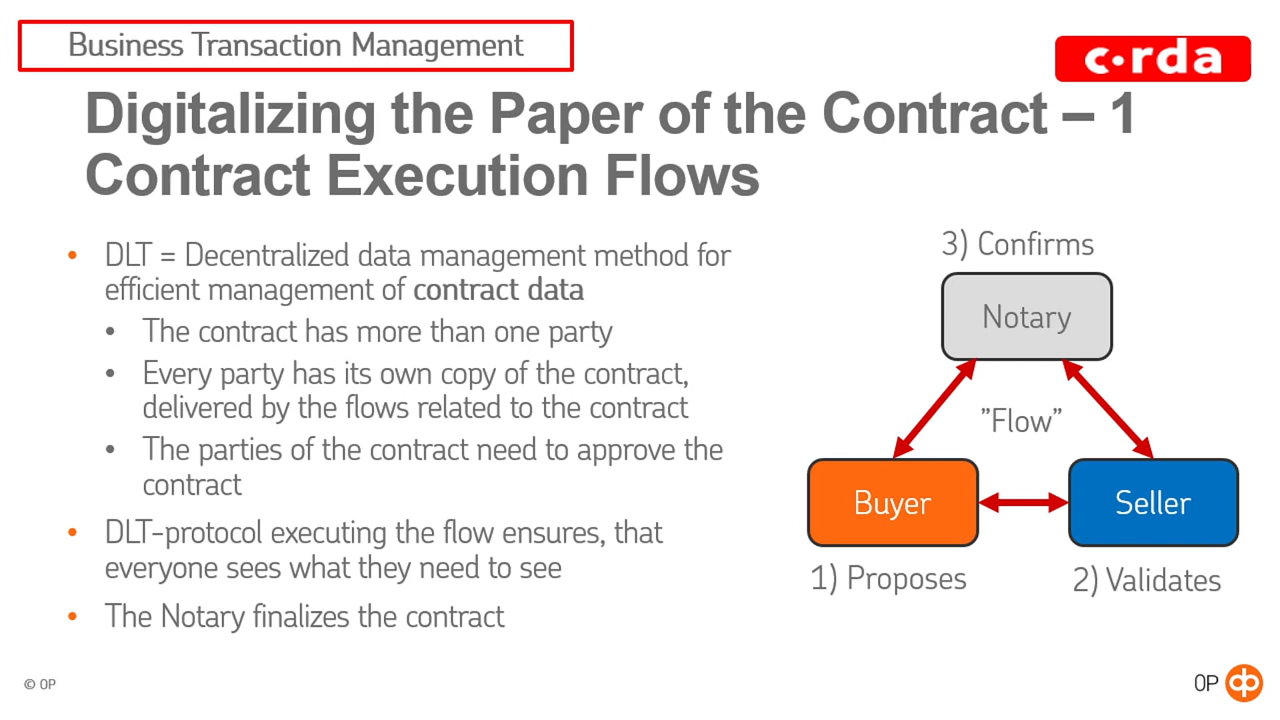 Business Transaction Management
c·rda
Digitalizing the Paper of the Contract – 1
Contract Execution Flows
• DLT = Decentralized data management method for
efficient management of contract data
• The contract has more than one party
• Every party has its own copy of the contract,
delivered by the flows related to the contract
• The parties of the contract need to approve the
contract
• DLT-protocol executing the flow ensures, that
everyone sees what they need to see
• The Notary finalizes the contract
3) Confirms
Notary
”Flow”
Buyer
Seller
1) Proposes
2) Validates
© OP
OP